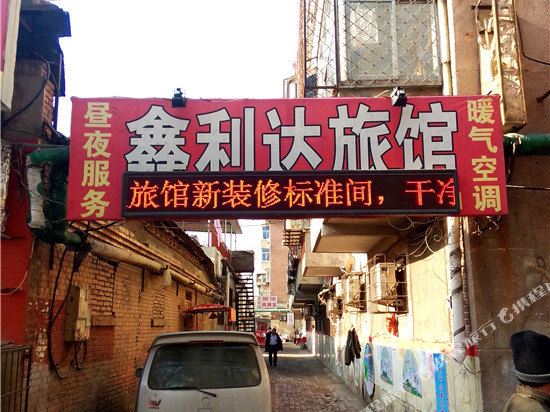 昼夜服务
鑫利达旅馆
暖气空调
旅馆新装修标准间，干净